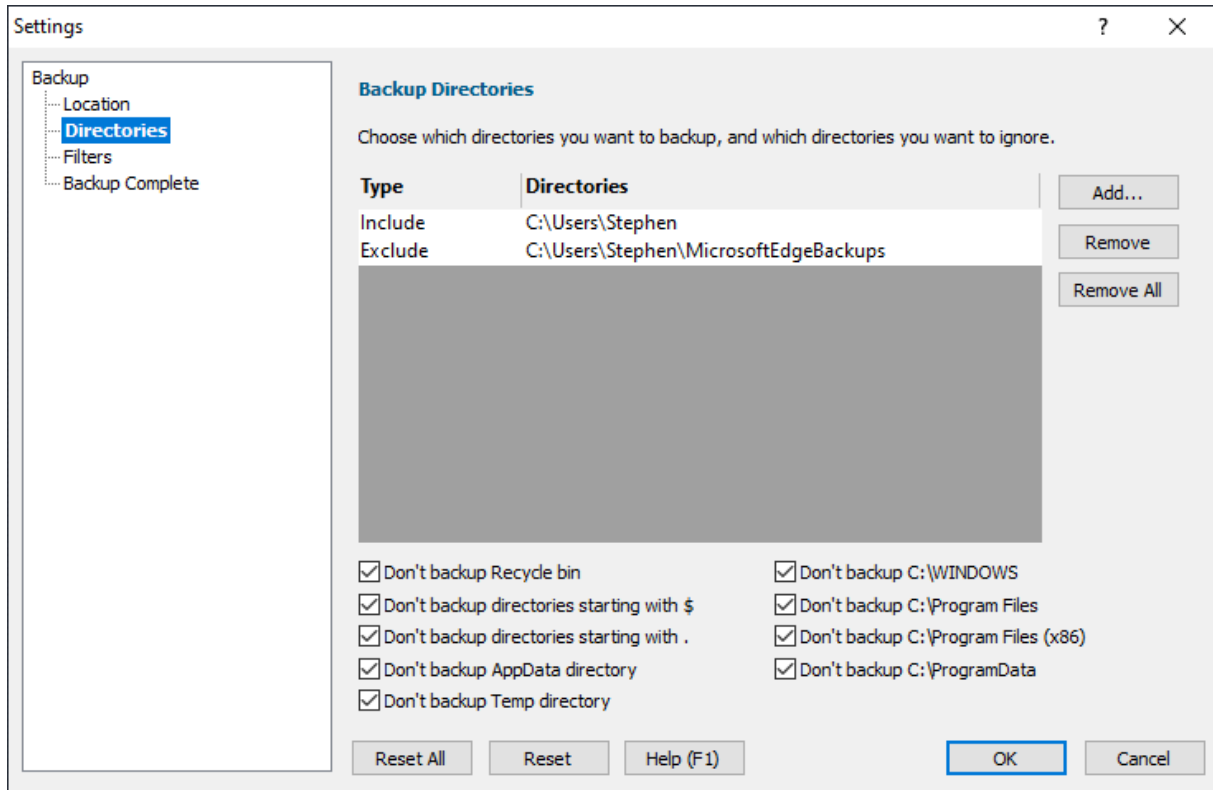 Settings
?
Backup
Location
Directories
Filters
Backup Complete
Backup Directories
Choose which directories you want to backup, and which directories you want to ignore.
Type Directories
Include C:\Users\Stephen
Exclude C:\Users\Stephen\MicrosoftEdgeBackups
Add...
Remove
Remove All
Don't backup Recycle bin Don't backup C:\WINDOWS
Don't backup directories starting with $ Don't backup C:\Program Files
Don't backup directories starting with . Don't backup C:\Program Files (x86)
Don't backup AppData directory Don't backup C:\ProgramData
Don't backup Temp directory
Reset All Reset Help (F1) OK Cancel